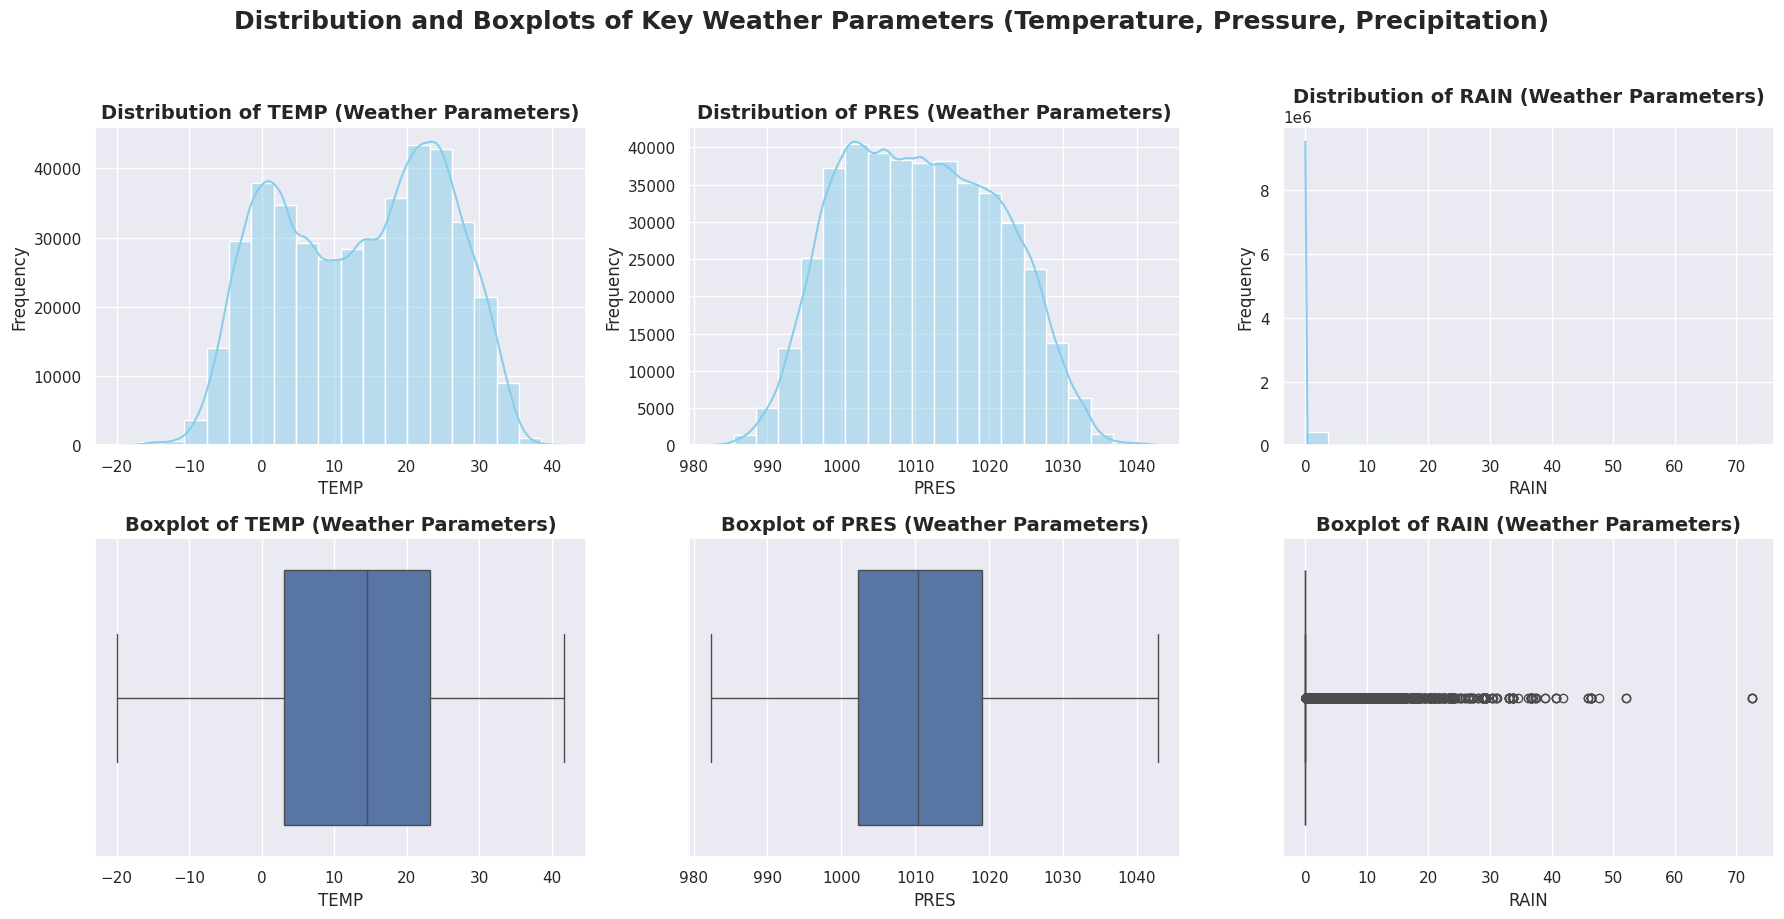 Distribution and Boxplots of Key Weather Parameters (Temperature, Pressure, Precipitation)
Distribution of TEMP (Weather Parameters)
40000
30000
20000
10000
0
Frequency
−20 −10 0 10 20 30 40
TEMP
Distribution of PRES (Weather Parameters)
40000
35000
30000
25000
20000
15000
10000
5000
0
Frequency
980 990 1000 1010 1020 1030 1040
PRES
Distribution of RAIN (Weather Parameters)
1e6
8
6
4
2
0
Frequency
0 10 20 30 40 50 60 70
RAIN
Boxplot of TEMP (Weather Parameters)
−20 −10 0 10 20 30 40
TEMP
Boxplot of PRES (Weather Parameters)
980 990 1000 1010 1020 1030 1040
PRES
Boxplot of RAIN (Weather Parameters)
0 10 20 30 40 50 60 70
RAIN